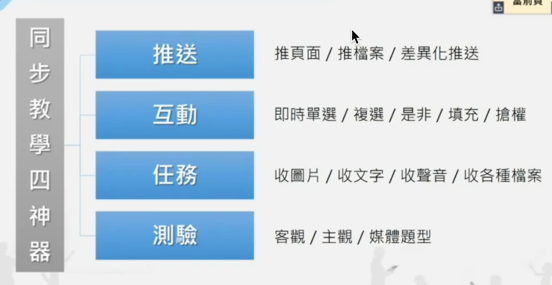 當前頁
同步教學四神器
推送
推頁面 / 推檔案 / 差異化推送
互動
即時單選 / 複選 / 是非 / 填充 / 搶權
任務
收圖片 / 收文字 / 收聲音 / 收各種檔案
測驗
客觀 / 主觀 / 媒體題型